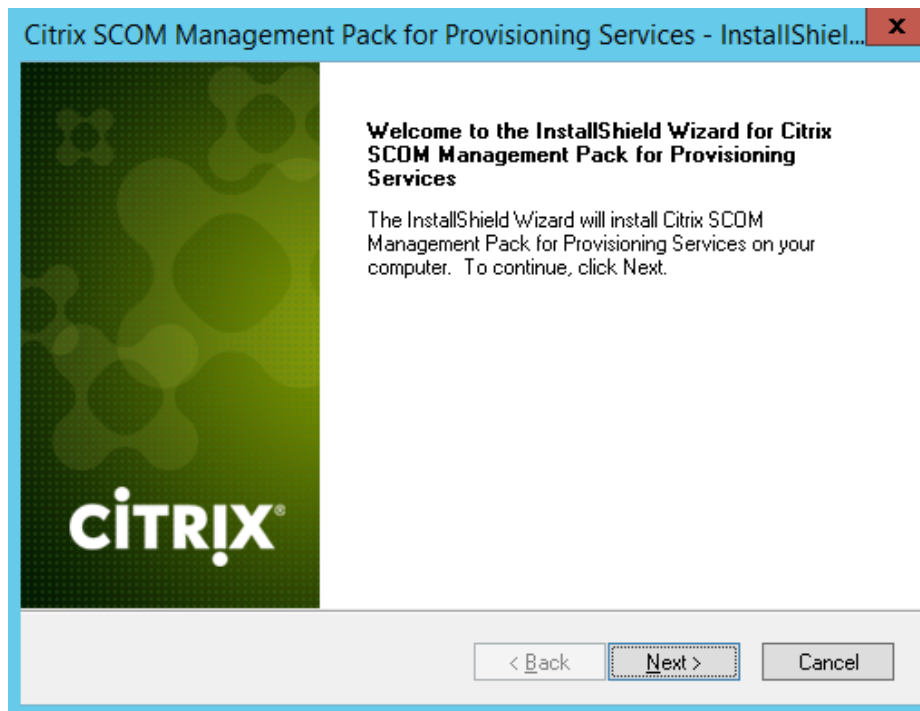 Citrix SCOM Management Pack for Provisioning Services - InstallShiel...
x
Welcome to the InstallShield Wizard for Citrix
SCOM Management Pack for Provisioning
Services
The InstallShield Wizard will install Citrix SCOM
Management Pack for Provisioning Services on your
computer.  To continue, click Next.
CİTRỊX®
< Back
Next >
Cancel